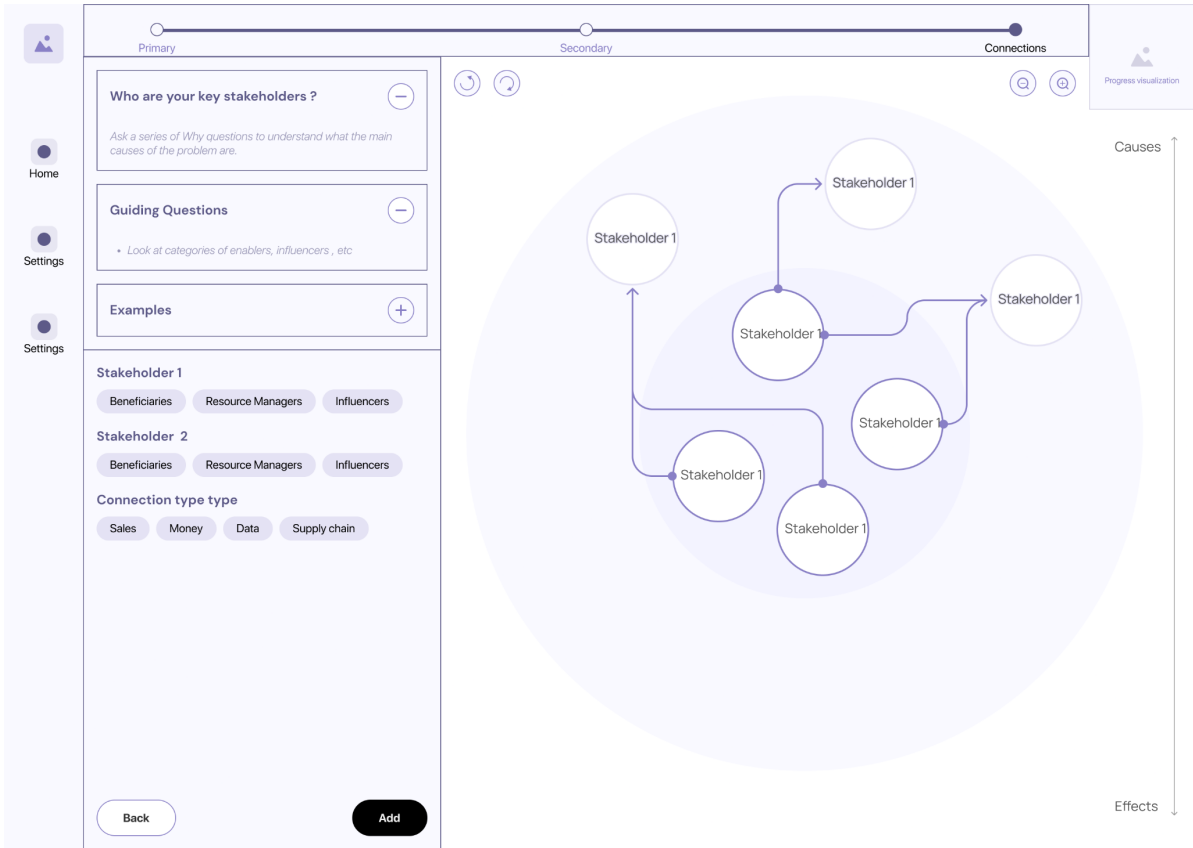 Primary
Secondary
Connections
Progress visualization
Home
Settings
Settings
Who are your key stakeholders ?
Ask a series of Why questions to understand what the main
causes of the problem are.
Guiding Questions
• Look at categories of enablers, influencers , etc
Examples
Stakeholder 1
Beneficiaries Resource Managers Influencers
Stakeholder 2
Beneficiaries Resource Managers Influencers
Connection type type
Sales Money Data Supply chain
Back Add
Causes
Stakeholder 1
Stakeholder 1
Stakeholder 1
Stakeholder 1
Stakeholder 1
Stakeholder 1
Stakeholder 1
Effects